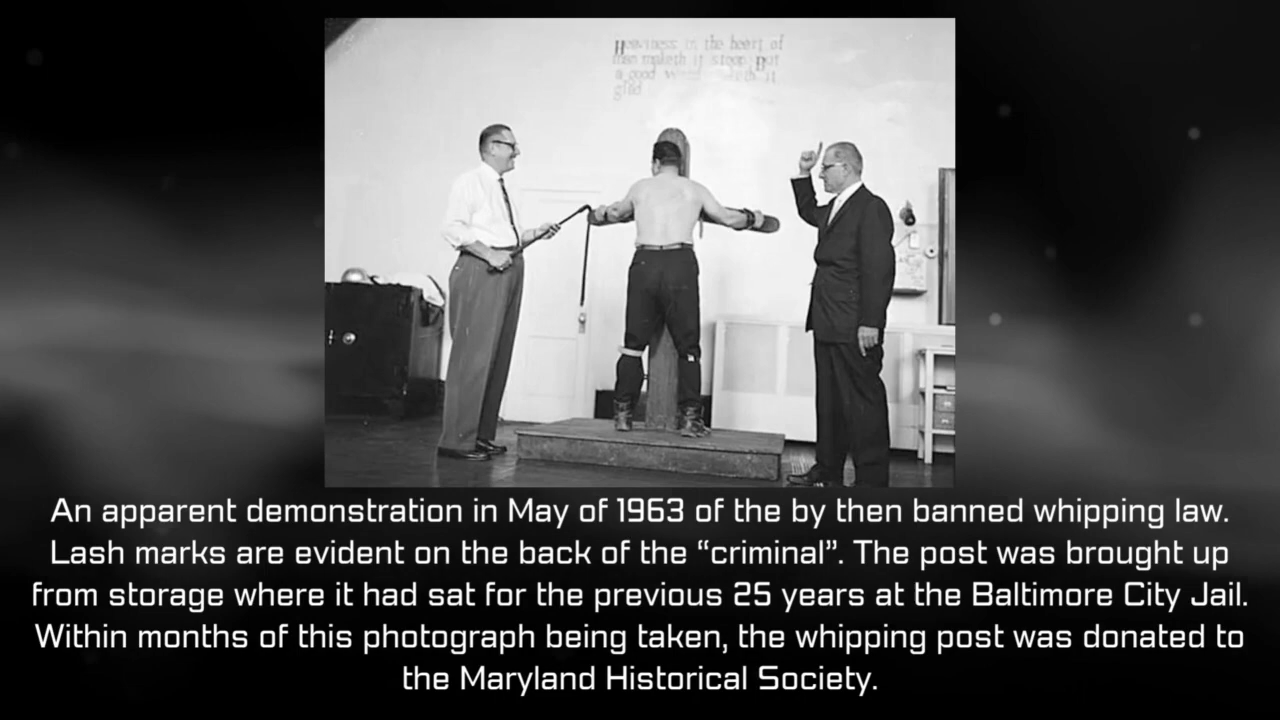 Heaviness in the heart of
man maketh it stoop But
a good
glad
An apparent demonstration in May of 1963 of the by then banned whipping law.
Lash marks are evident on the back of the “criminal”. The post was brought up
from storage where it had sat for the previous 25 years at the Baltimore City Jail.
Within months of this photograph being taken, the whipping post was donated to
the Maryland Historical Society.